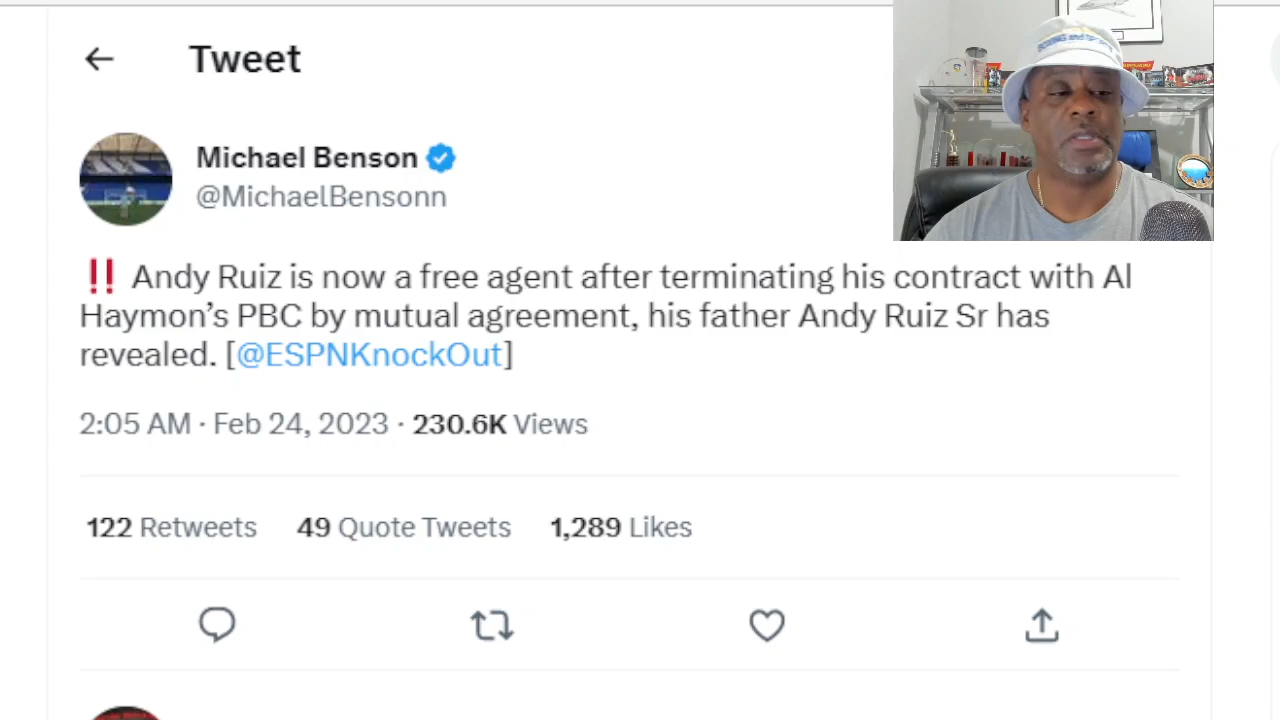 Tweet
Michael Benson
@MichaelBensonn
‼️ Andy Ruiz is now a free agent after terminating his contract with Al
Haymon’s PBC by mutual agreement, his father Andy Ruiz Sr has
revealed. [@ESPNKnockOut]
2:05 AM · Feb 24, 2023 · 230.6K Views
122 Retweets 49 Quote Tweets 1,289 Likes